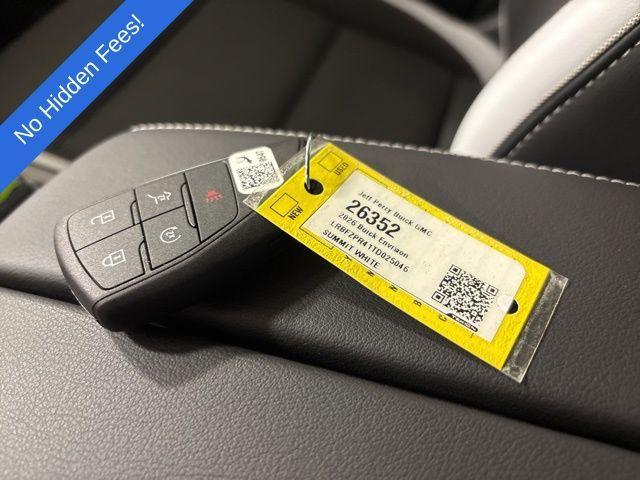 No Hidden Fees!
USED
NEW
Jeff Perry Buick GMC
26352
2026 Buick Envision
LRBFZPR41TD025046
SUMMIT WHITE